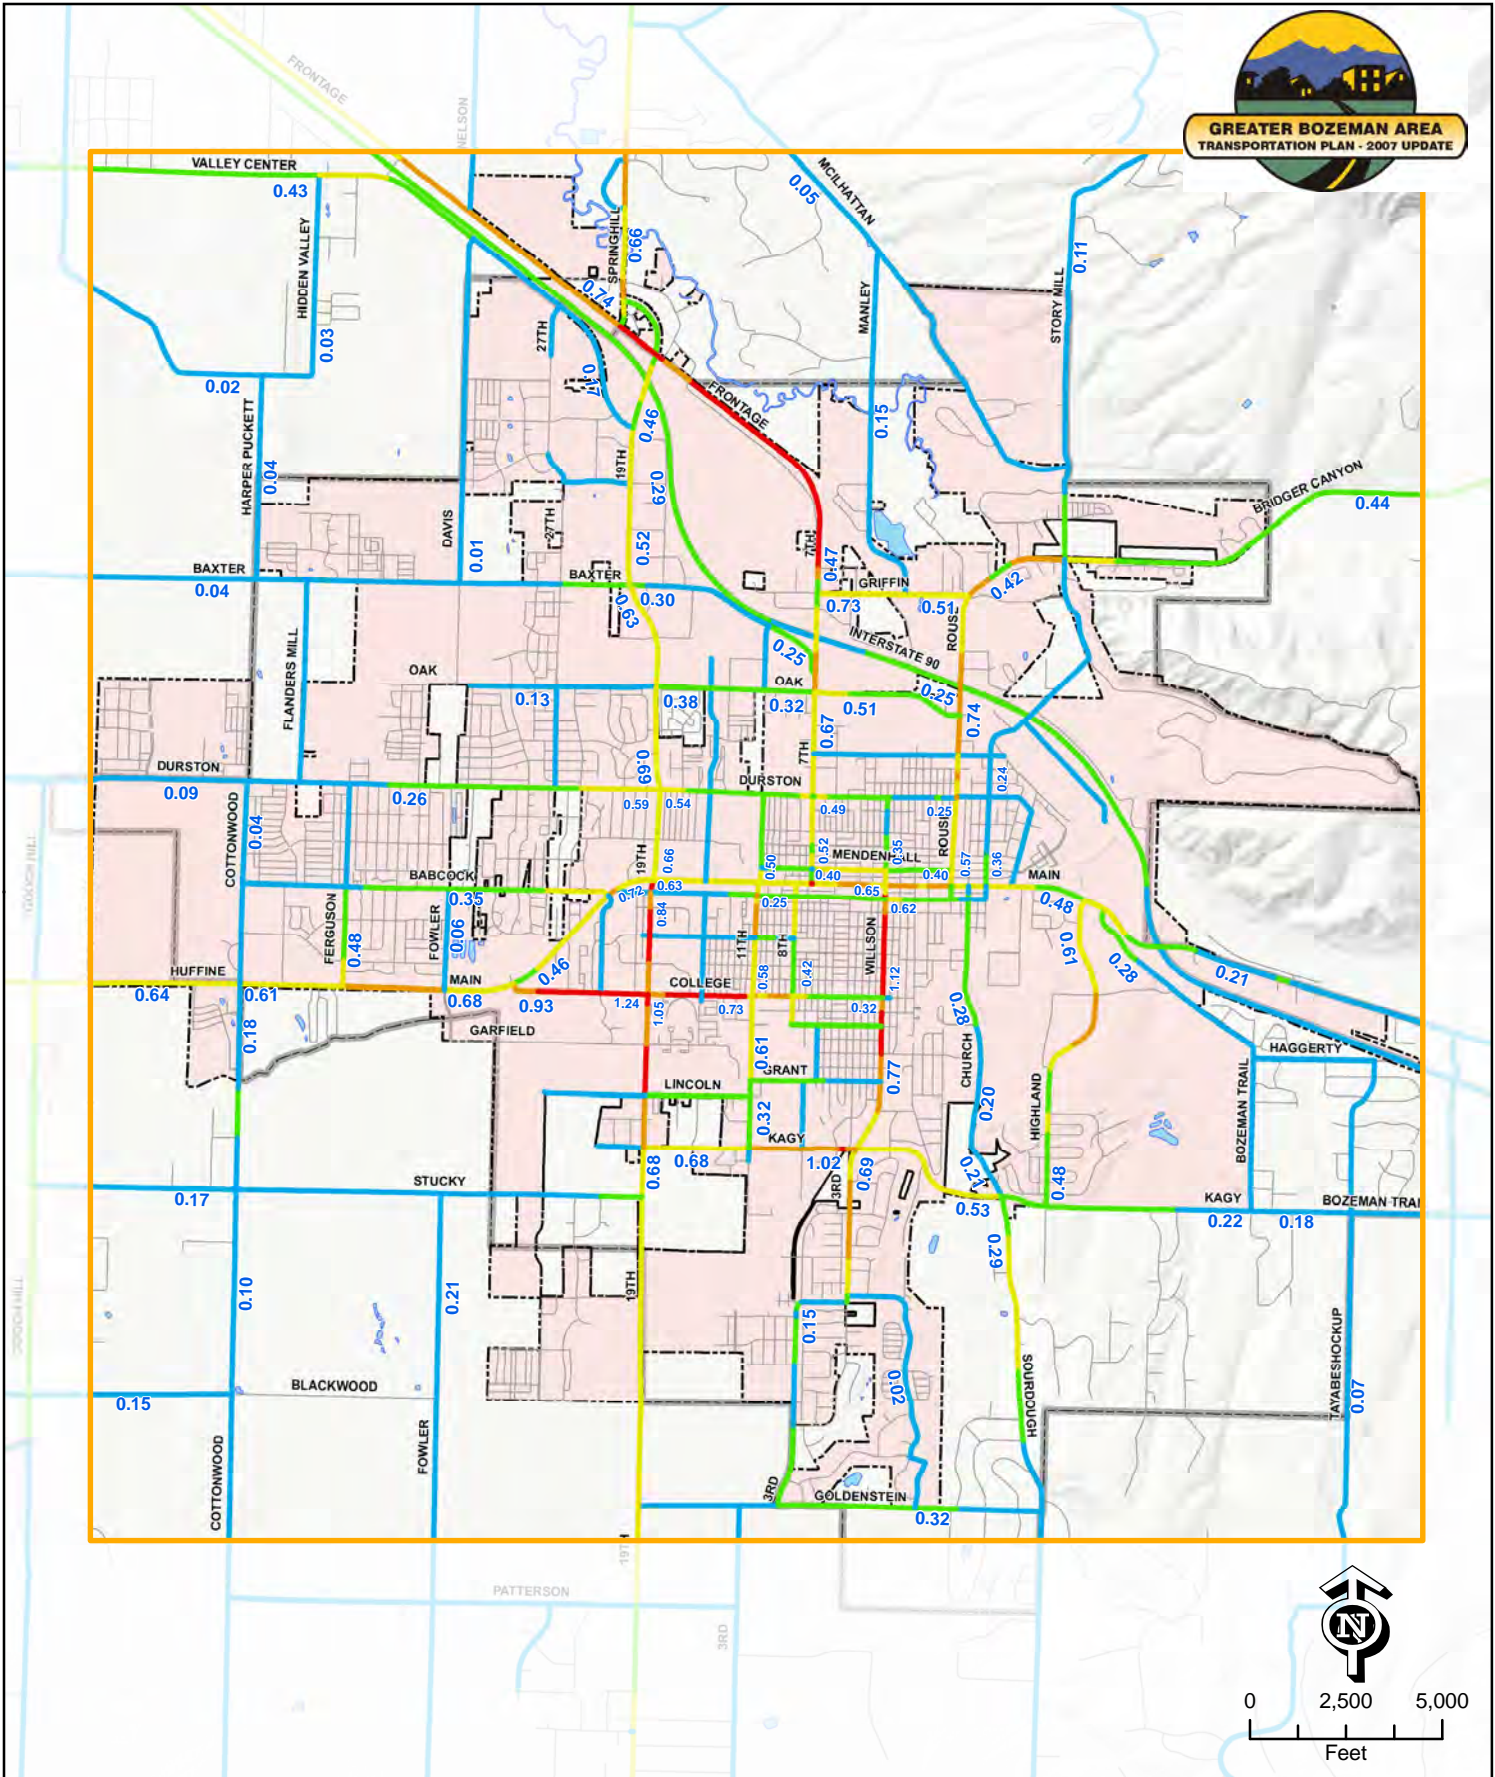 GREATER BOZEMAN AREA
TRANSPORTATION PLAN - 2007 UPDATE
FRONTAGE
NELSON
VALLEY CENTER
0.43
MCILHATTAN
0.05
HIDDEN VALLEY
SPRINGHILL
0.66
0.11
STORY MILL
0.74
MANLEY
27TH
0.03
0.02
0.17
FRONTAGE
HARPER PUCKETT
0.46
0.15
0.04
19TH
0.29
BRIDGER CANYON
0.44
DAVIS
27TH
0.01
0.52
7TH
0.47
BAXTER
0.04
BAXTER
0.30
GRIFFIN
0.73
0.51
0.42
0.63
ROUSE
INTERSTATE 90
FLANDERS MILL
0.25
OAK
OAK
0.13
0.38
0.32
0.51
0.25
0.67
0.74
7TH
0.69
DURSTON
0.09
DURSTON
0.26
0.59
0.54
0.49
0.25
0.24
COTTONWOOD
0.04
19TH
0.66
0.50
0.52
MENDENHALL
0.35
ROUSE
0.57
0.36
BABCOCK
0.35
0.72
0.63
0.40
0.65
0.40
MAIN
0.48
0.25
0.62
0.84
FERGUSON
0.48
FOWLER
0.06
11TH
8TH
WILLSON
0.61
0.46
0.28
0.21
HUFFINE
0.64
0.61
MAIN
0.68
0.93
1.24
COLLEGE
0.73
0.58
0.42
1.12
0.32
1.05
0.28
0.18
GARFIELD
0.61
CHURCH
HAGGERTY
GRANT
LINCOLN
0.77
0.20
HIGHLAND
BOZEMAN TRAIL
0.32
KAGY
0.68
0.68
1.02
0.69
3RD
0.21
0.48
STUCKY
0.17
0.53
KAGY
0.22
0.18
BOZEMAN TRAI
0.29
0.10
0.21
19TH
0.15
TAYABESHOCKUP
0.07
BLACKWOOD
0.15
0.02
SOURDOUGH
COTTONWOOD
FOWLER
3RD
GOLDENSTEIN
0.32
19TH
PATTERSON
3RD
N
0 2,500 5,000
Feet